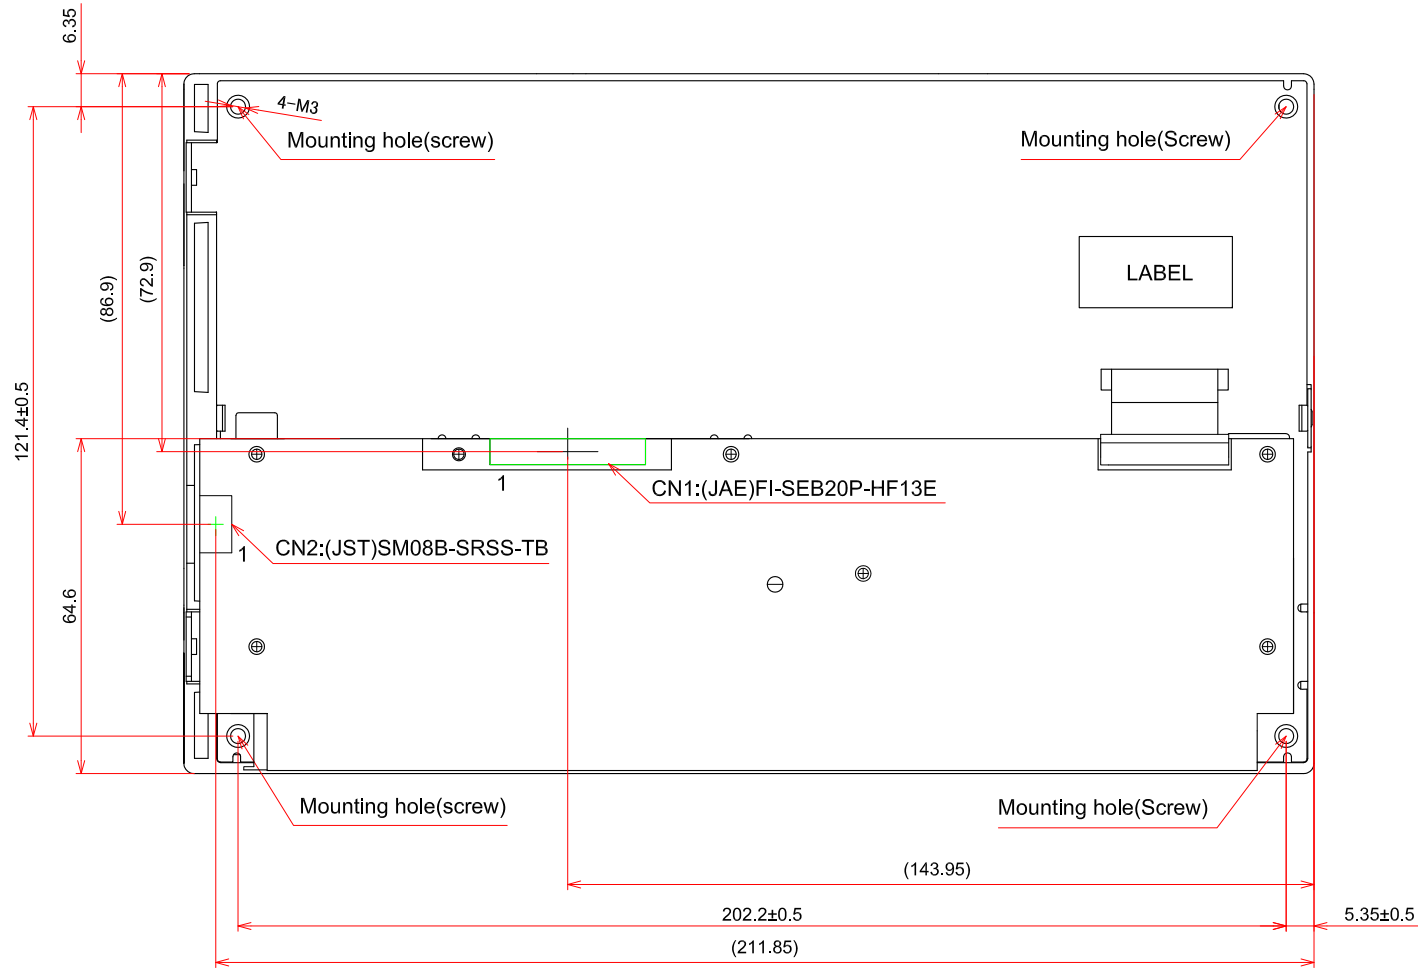 6.35
4-M3
Mounting hole(screw)
Mounting hole(Screw)
(86.9)
(72.9)
LABEL
121.4±0.5
1
CN1:(JAE)FI-SEB20P-HF13E
1
CN2:(JST)SM08B-SRSS-TB
64.6
Mounting hole(screw)
Mounting hole(Screw)
(143.95)
202.2±0.5
5.35±0.5
(211.85)